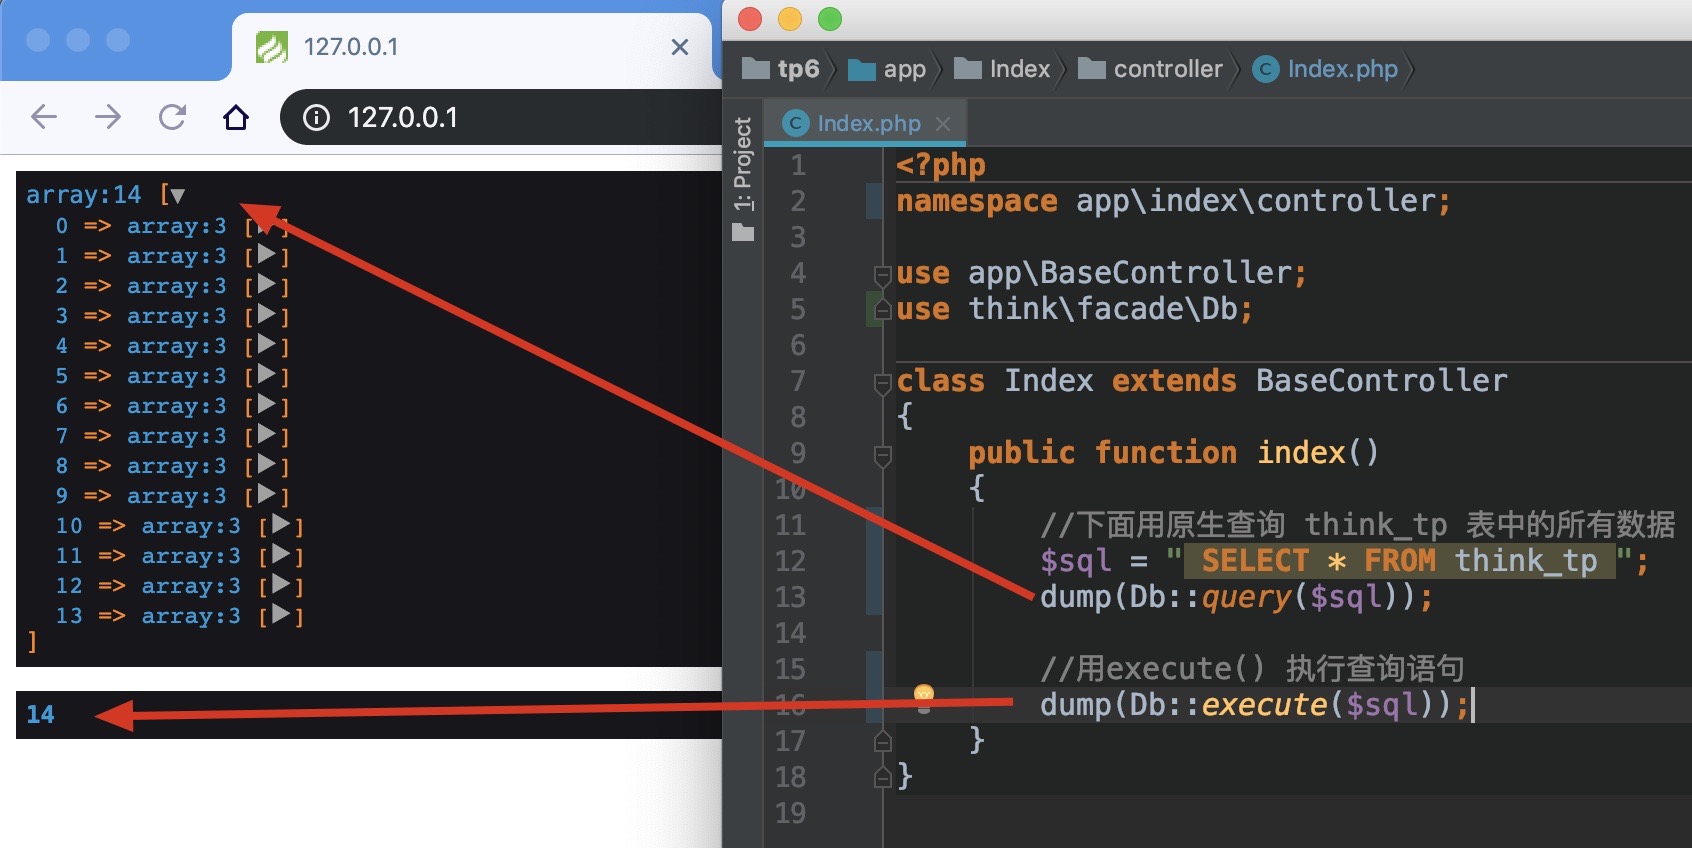 127.0.0.1
127.0.0.1
array:14 [▼
0 => array:3 [▶]
1 => array:3 [▶]
2 => array:3 [▶]
3 => array:3 [▶]
4 => array:3 [▶]
5 => array:3 [▶]
6 => array:3 [▶]
7 => array:3 [▶]
8 => array:3 [▶]
9 => array:3 [▶]
10 => array:3 [▶]
11 => array:3 [▶]
12 => array:3 [▶]
13 => array:3 [▶]
]
14
tp6 app Index controller Index.php
1: Project
Index.php
1 <?php
2 namespace app\index\controller;
3
4 use app\BaseController;
5 use think\facade\Db;
6
7 class Index extends BaseController
8 {
9 public function index()
10 {
11 //下面用原生查询 think_tp 表中的所有数据
12 $sql = " SELECT * FROM think_tp ";
13 dump(Db::query($sql));
14
15 //用execute() 执行查询语句
16 dump(Db::execute($sql));
17 }
18 }
19